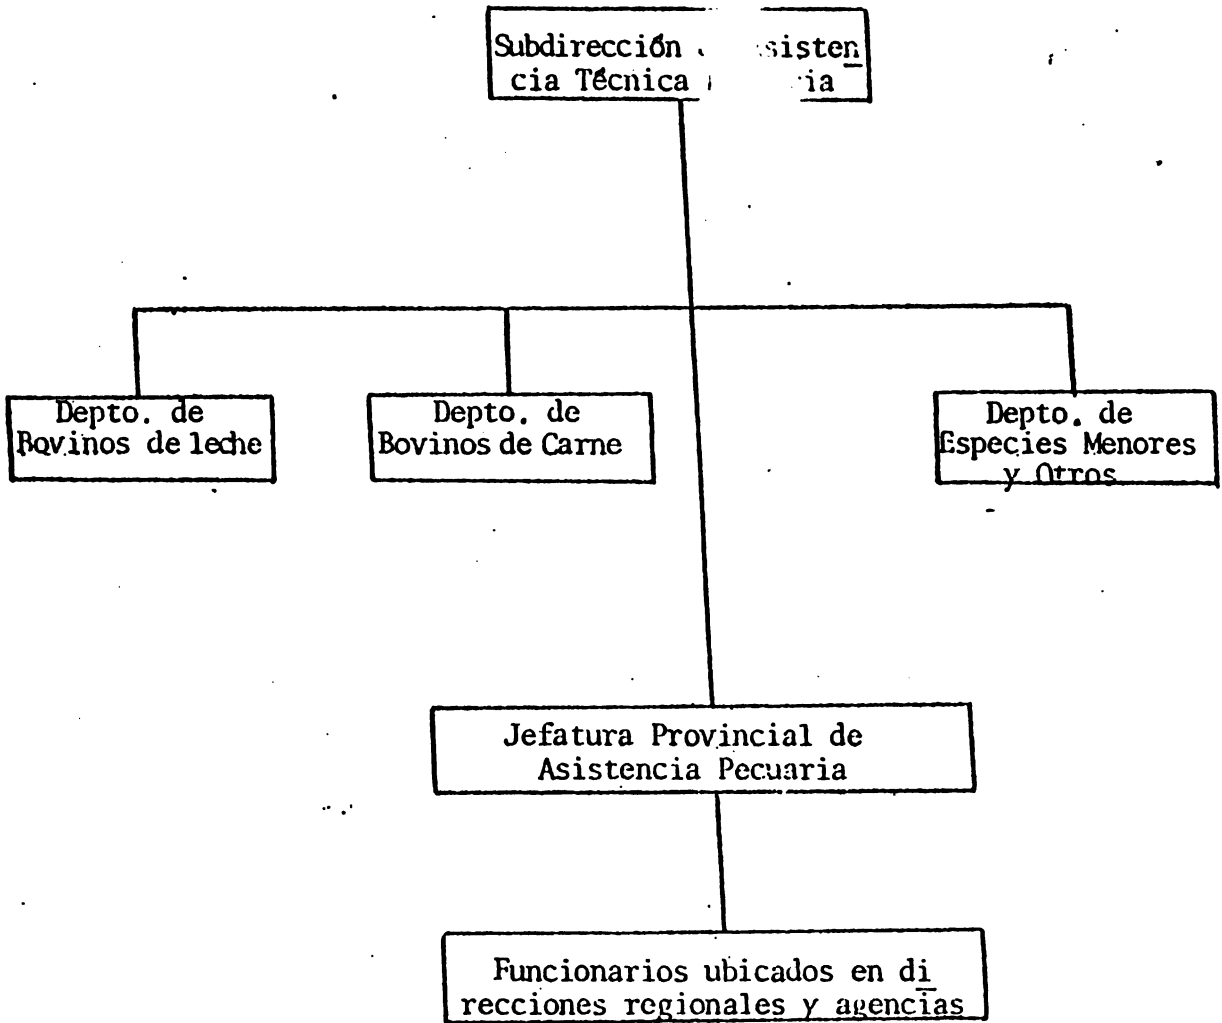 Subdirección
cia Técnica
Depto. de
Bovinos de leche
Depto. de
Bovinos de Carne
Depto. de
Especies Menores
y Otros
Jefatura Provincial de
Asistencia Pecuaria
Funcionarios ubicados en di
recciones regionales y agencias